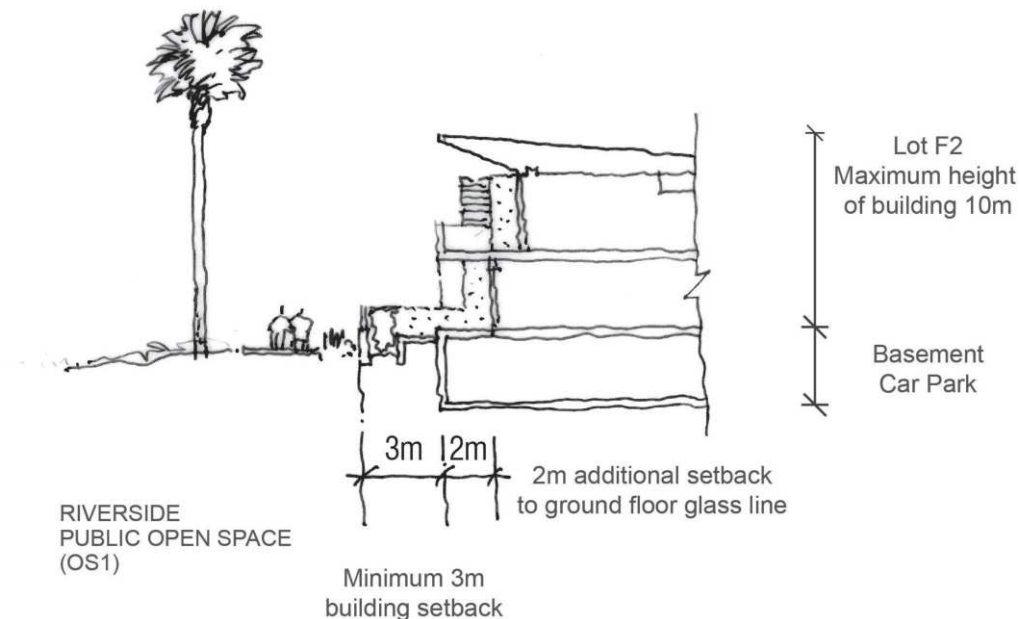 Lot F2
Maximum height
of building 10m
Basement
Car Park
3m
2m
2m additional setback
to ground floor glass line
RIVERSIDE
PUBLIC OPEN SPACE
(OS1)
Minimum 3m
building setback